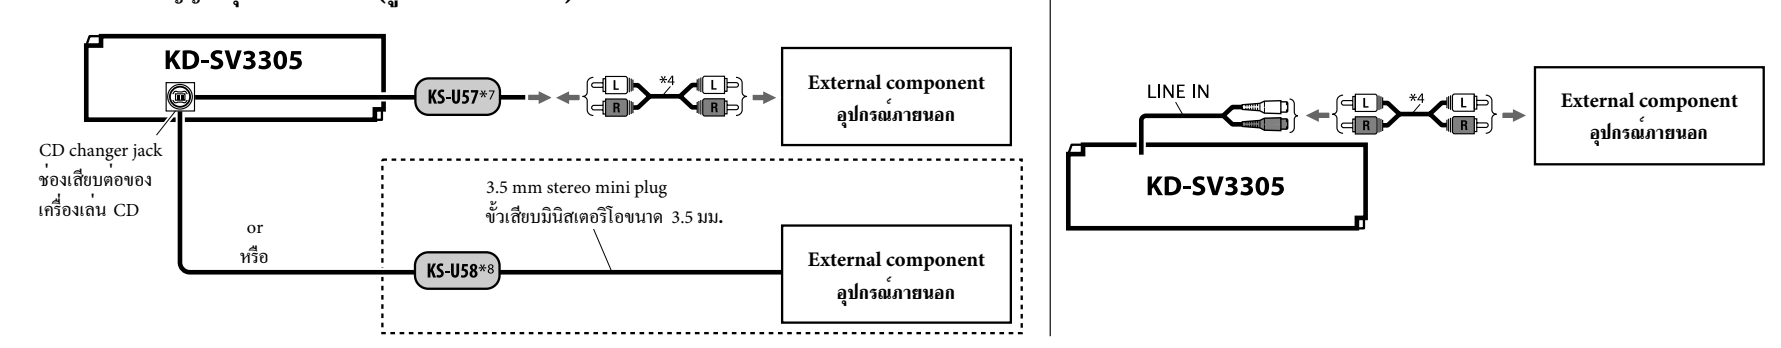 KD-SV3305
KS-U57*7
L
R
*4
L
R
External component
อุปกรณ์ภายนอก
CD changer jack
ช่องเสียบต่อของ
เครื่องเล่น CD
or
หรือ
3.5 mm stereo mini plug
ขั้วเสียบมินิสเตอริโอขนาด 3.5 มม.
KS-U58*8
External component
อุปกรณ์ภายนอก
LINE IN
L
R
*4
L
R
External component
อุปกรณ์ภายนอก
KD-SV3305